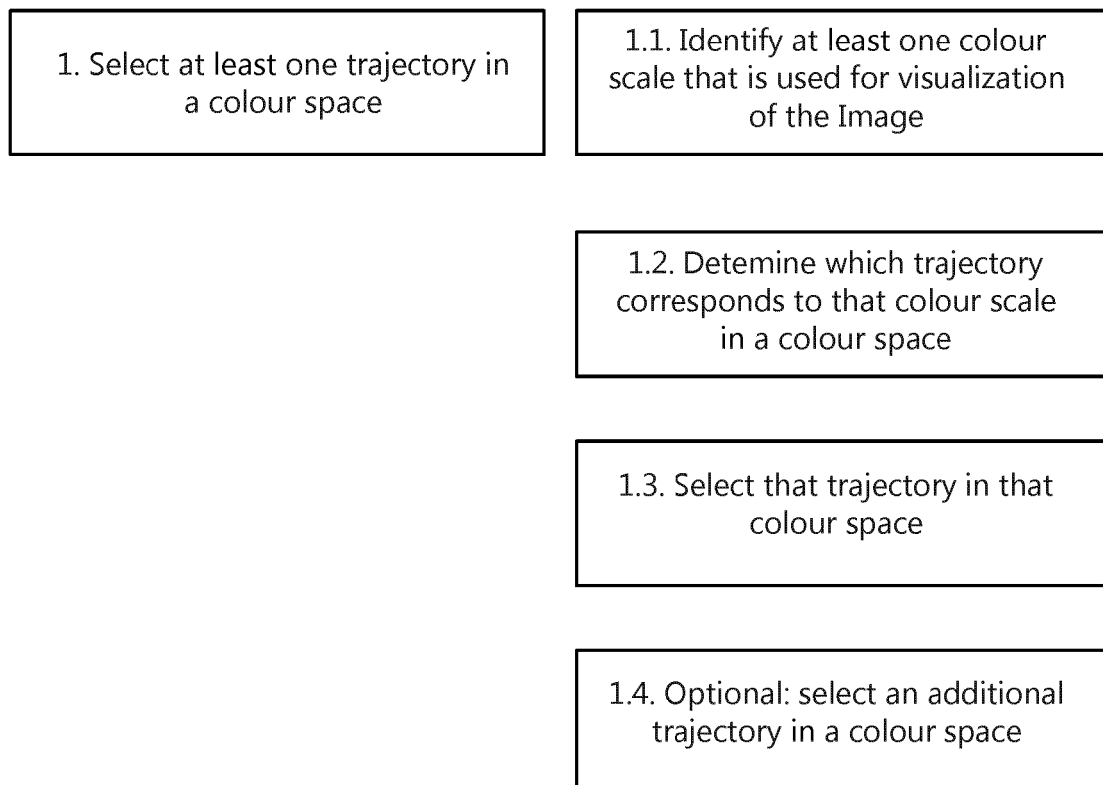 1. Select at least one trajectory in
a colour space
1.1. Identify at least one colour
scale that is used for visualization
of the Image
1.2. Detemine which trajectory
corresponds to that colour scale
in a colour space
1.3. Select that trajectory in that
colour space
1.4. Optional: select an additional
trajectory in a colour space